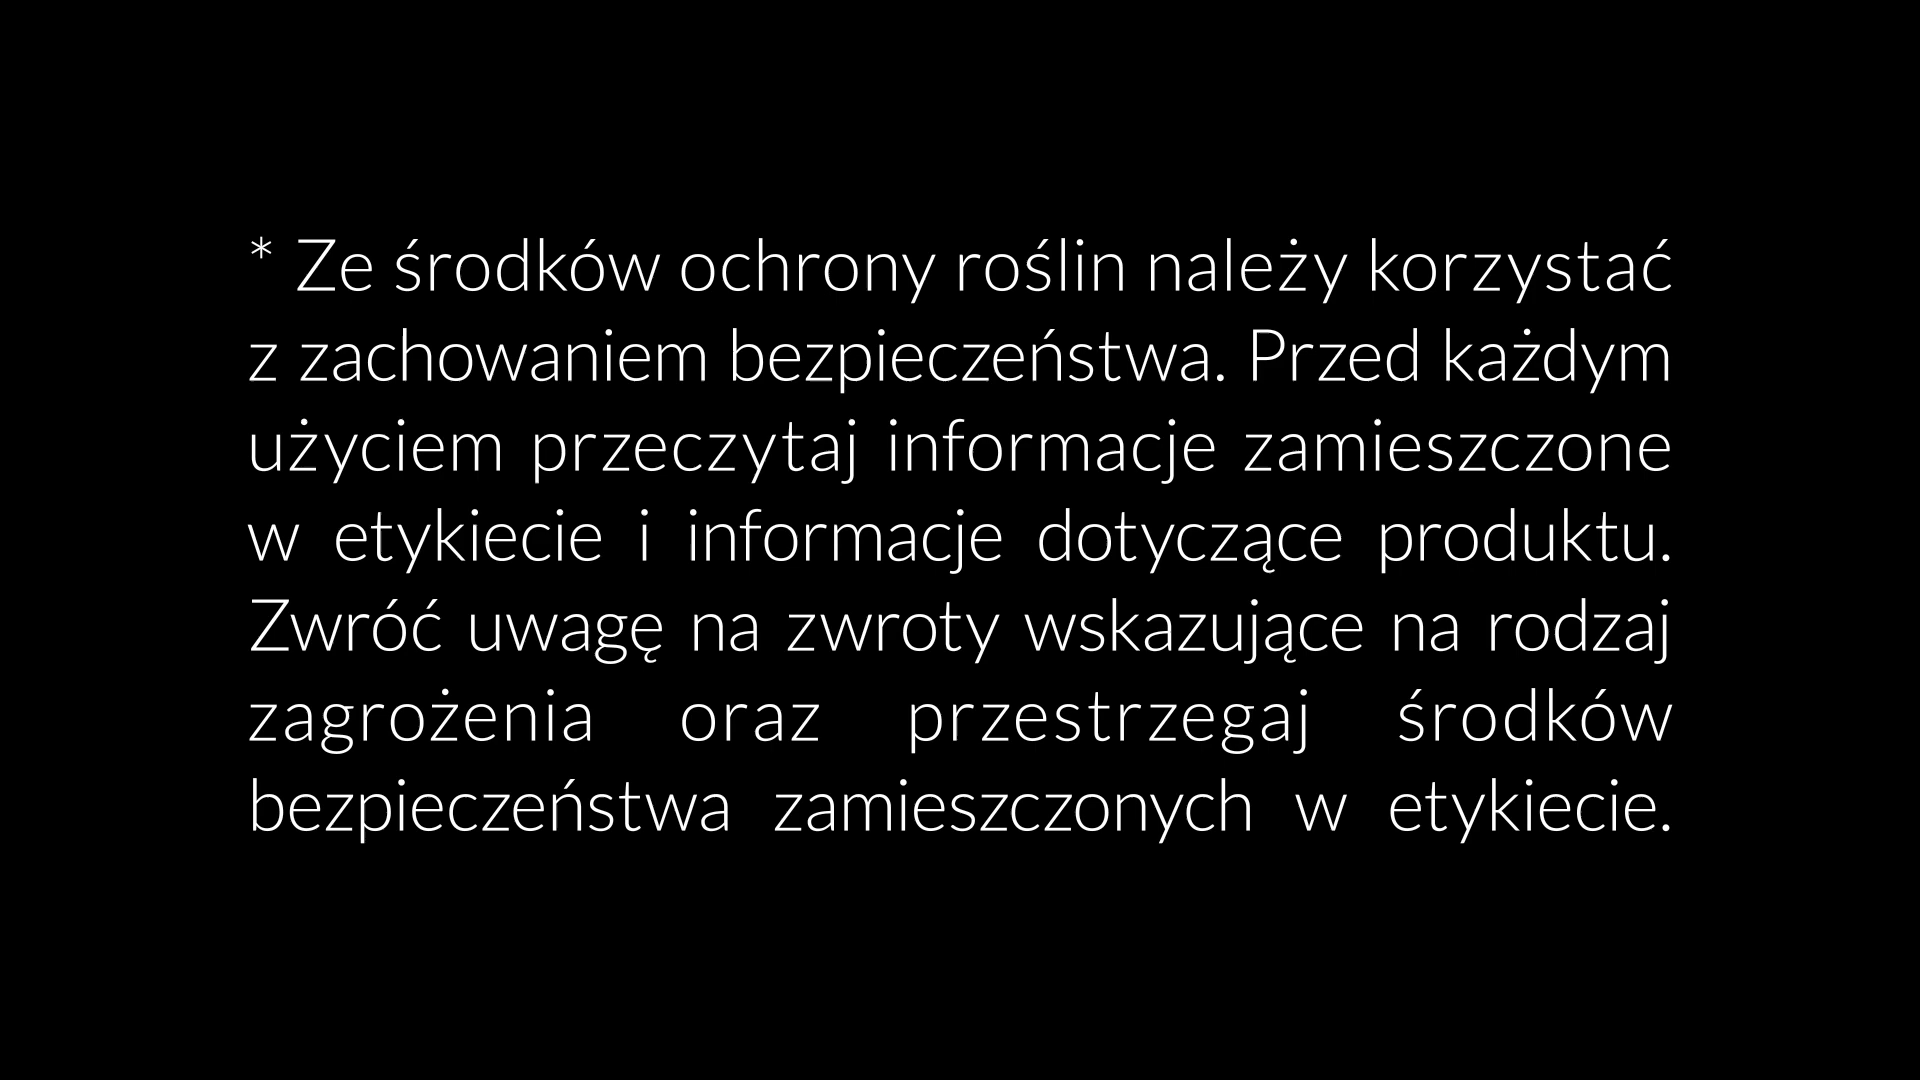 * Ze środków ochrony roślin należy korzystać
z zachowaniem bezpieczeństwa. Przed każdym
użyciem przeczytaj informacje zamieszczone
w etykiecie i informacje dotyczące produktu.
Zwróć uwagę na zwroty wskazujące na rodzaj
zagrożenia oraz przestrzegaj środków
bezpieczeństwa zamieszczonych w etykiecie.